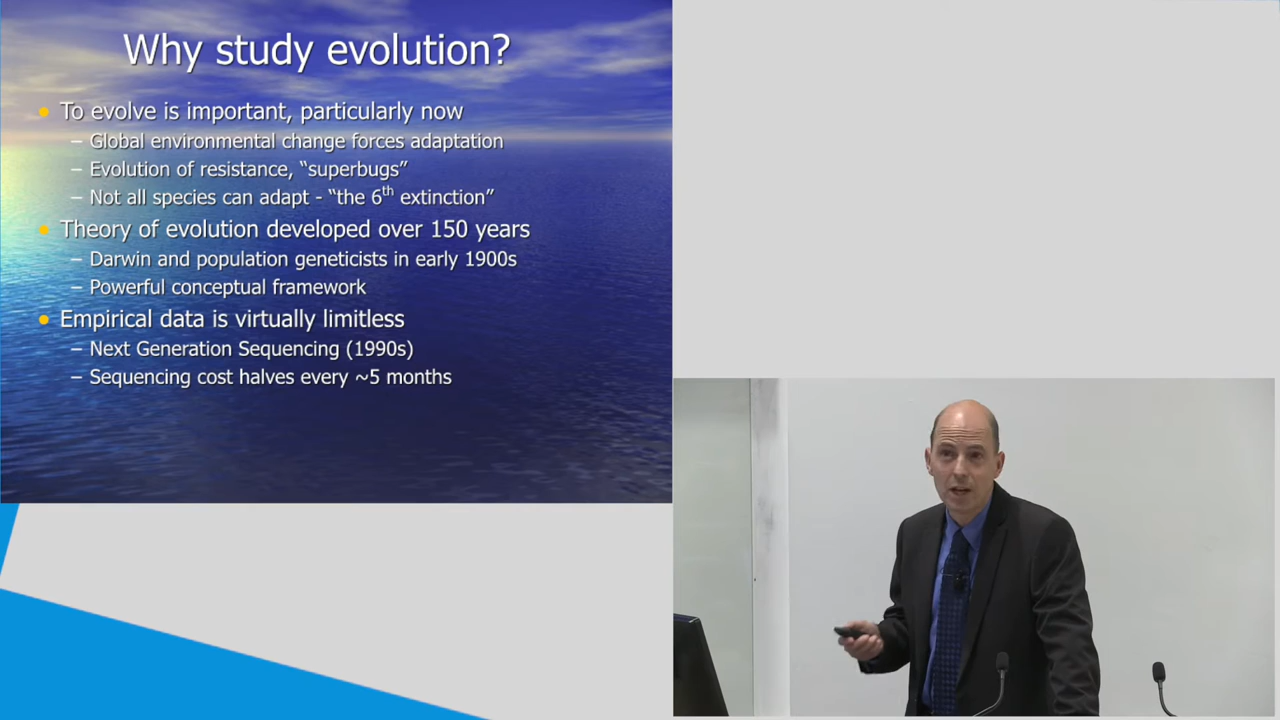 Why study evolution?
• To evolve is important, particularly now
– Global environmental change forces adaptation
– Evolution of resistance, “superbugs”
– Not all species can adapt - “the 6th extinction”
• Theory of evolution developed over 150 years
– Darwin and population geneticists in early 1900s
– Powerful conceptual framework
• Empirical data is virtually limitless
– Next Generation Sequencing (1990s)
– Sequencing cost halves every ~5 months